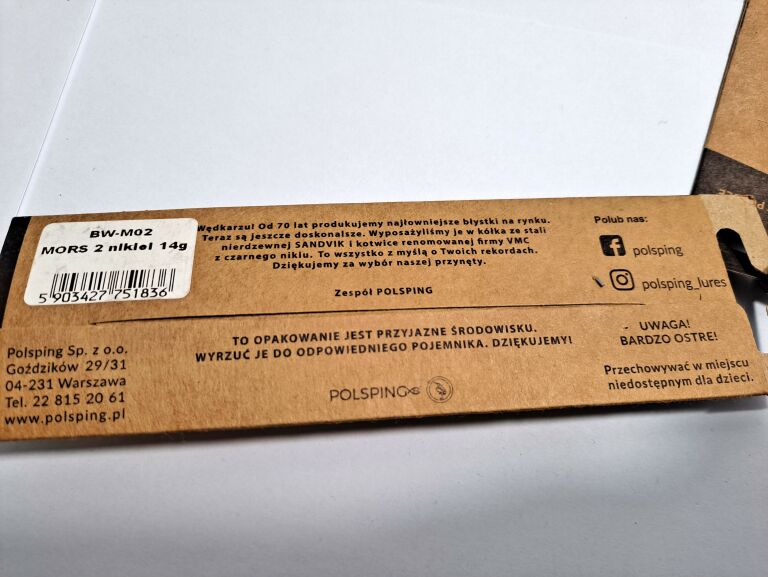 BW-M02
MORS 2 nikiel 14g
5 903427 751836
Wędkarzu! Od 70 lat produkujemy najłowniejsze błystki na rynku.
Teraz są jeszcze doskonalsze. Wyposażyliśmy je w kółka ze stali
nierdzewnej SANDVIK i kotwice renomowanej firmy VMC
z czarnego niklu. To wszystko z myślą o Twoich rekordach.
Dziękujemy za wybór naszej przynęty.
Zespół POLSPING
Polub nas:
polsping
polsping_lures
Polsping Sp. z o.o.
Goździków 29/31
04-231 Warszawa
Tel. 22 815 20 61
www.polsping.pl
TO OPAKOWANIE JEST PRZYJAZNE ŚRODOWISKU.
WYRZUĆ JE DO ODPOWIEDNIEGO POJEMNIKA. DZIĘKUJEMY!
POLSPING
UWAGA!
BARDZO OSTRE!
Przechowywać w miejscu
niedostępnym dla dzieci.